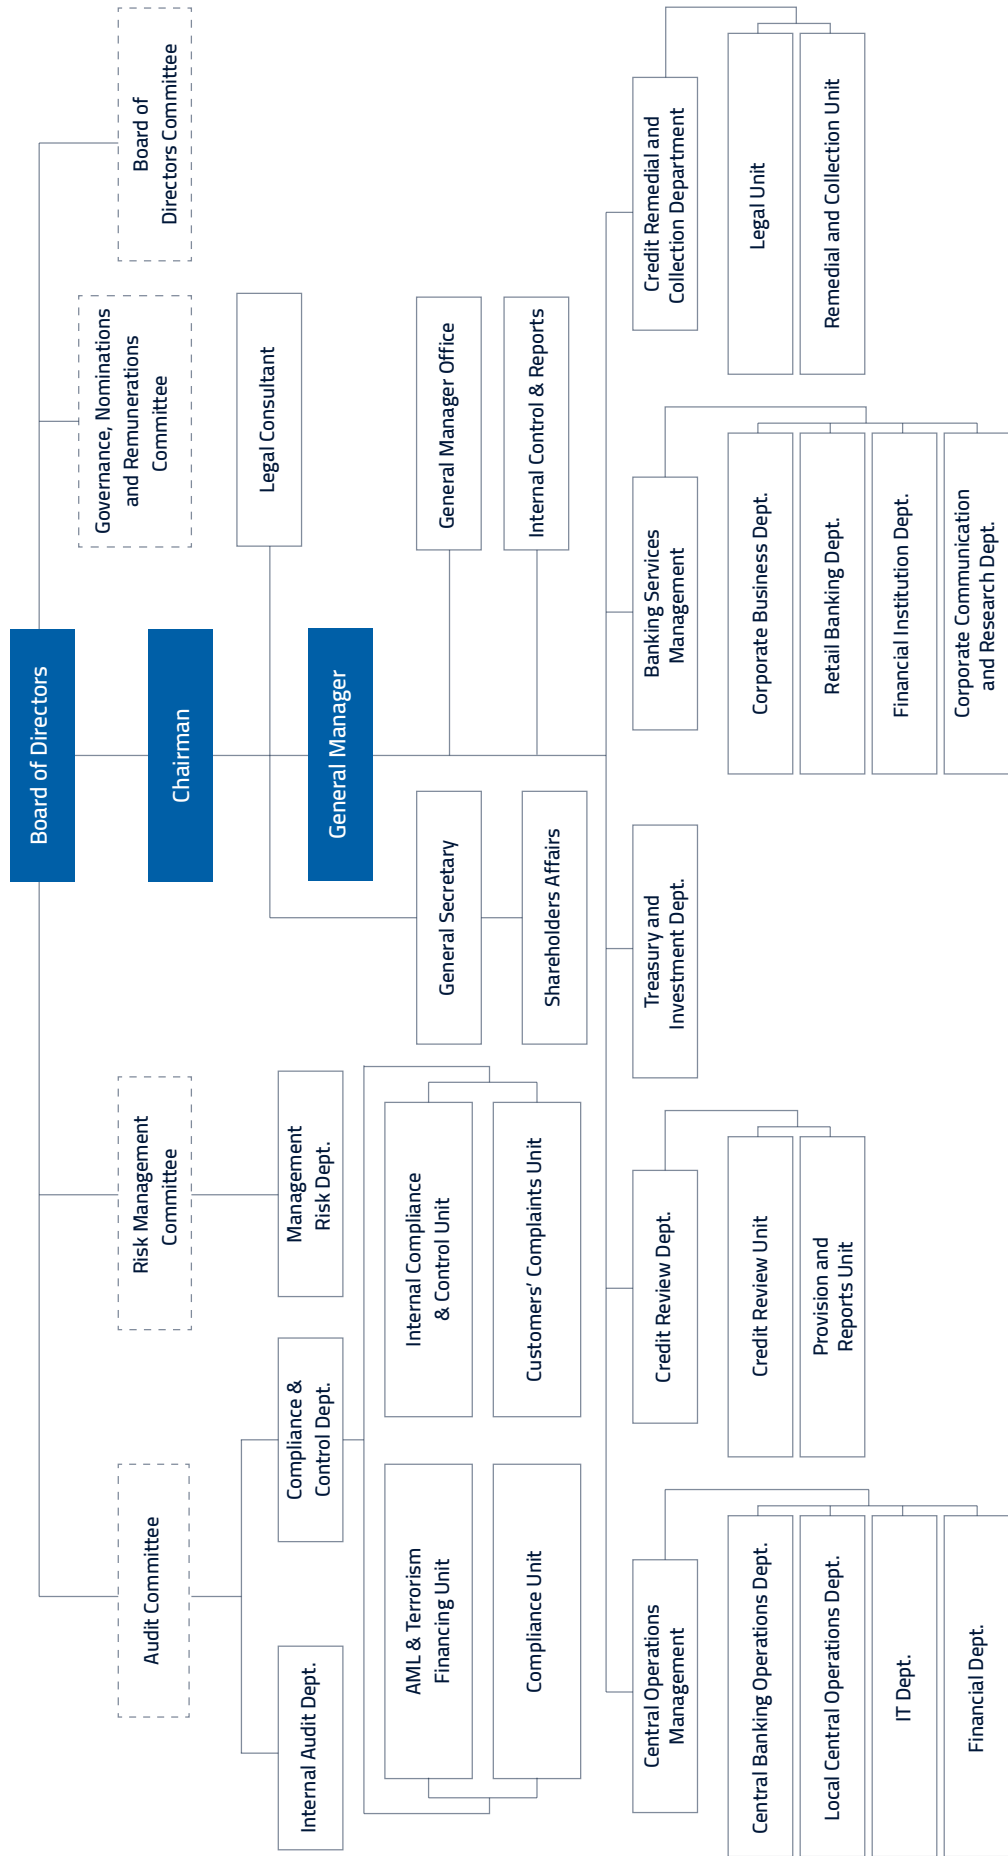 Board of Directors
Chairman
General Manager
Audit Committee
Risk Management
Committee
Governance, Nominations
and Remunerations
Committee
Board of
Directors Committee
Legal Consultant
Internal Audit Dept.
Compliance &
Control Dept.
Management
Risk Dept.
AML & Terrorism
Financing Unit
Compliance Unit
Internal Compliance
& Control Unit
Customers’ Complaints Unit
General Secretary
Shareholders Affairs
General Manager Office
Internal Control & Reports
Central Operations
Management
Central Banking Operations Dept.
Local Central Operations Dept.
IT Dept.
Financial Dept.
Credit Review Dept.
Credit Review Unit
Provision and
Reports Unit
Treasury and
Investment Dept.
Banking Services
Management
Corporate Business Dept.
Retail Banking Dept.
Financial Institution Dept.
Corporate Communication
and Research Dept.
Credit Remedial and
Collection Department
Legal Unit
Remedial and Collection Unit